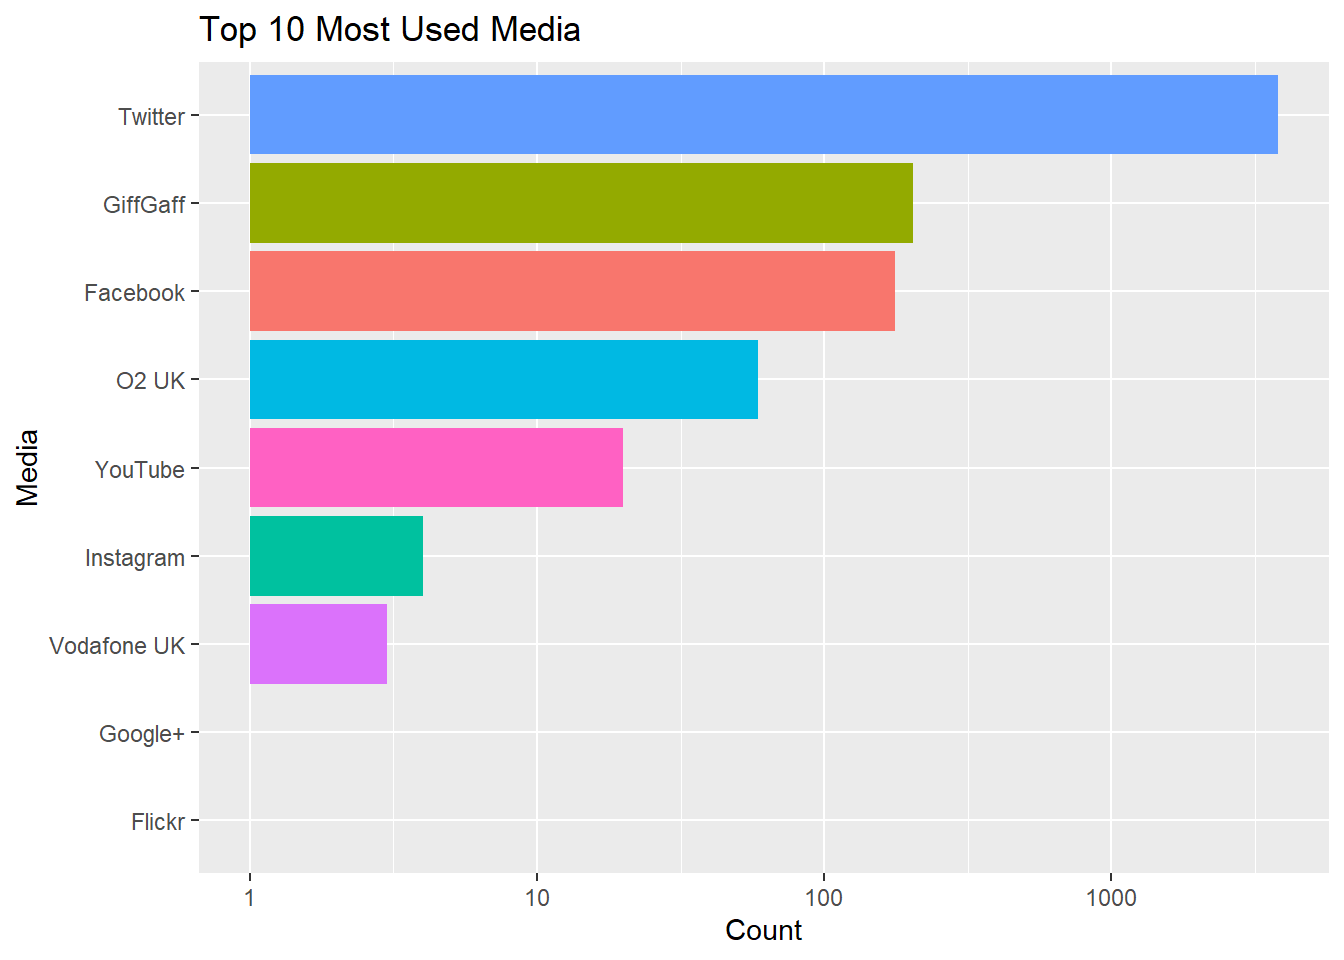 Top 10 Most Used Media
Twitter
GiffGaff
Facebook
O2 UK
YouTube
Instagram
Vodafone UK
Google+
Flickr
Media
1 10 100 1000
Count